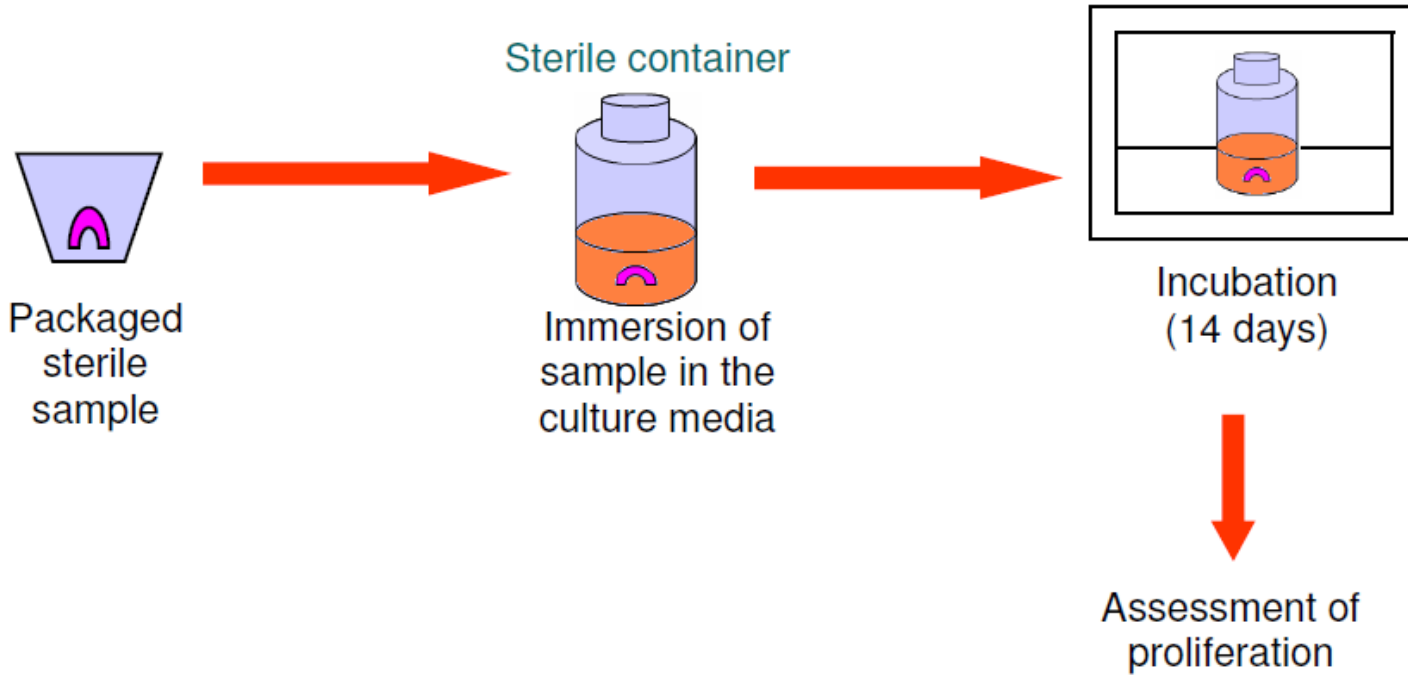 Sterile container
Packaged
sterile
sample
Immersion of
sample in the
culture media
Incubation
(14 days)
Assessment of
proliferation